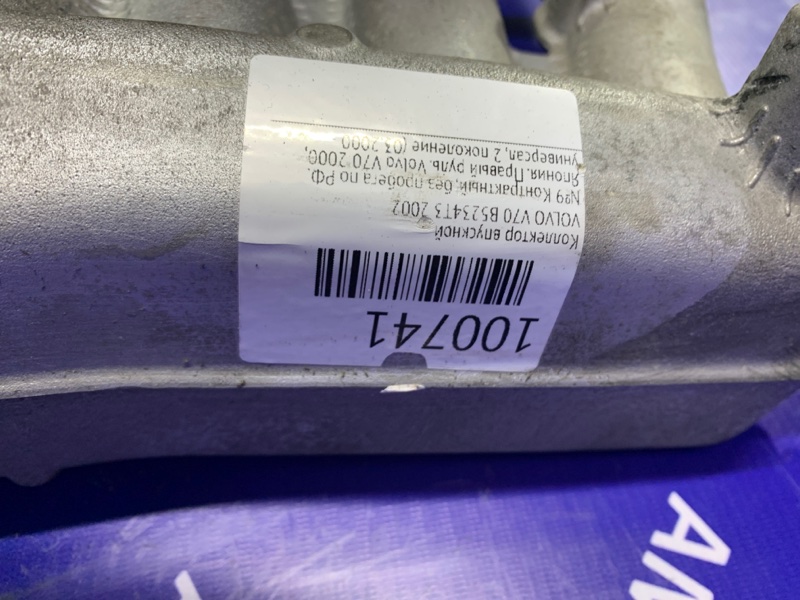 100741
Коллектор впускной
VOLVO V70 B5234T3 2002
№9 Контрактный, без пробега по РФ.
Япония. Правый руль. Volvo V70 2000,
универсал, 2 поколение (03.2000
AN